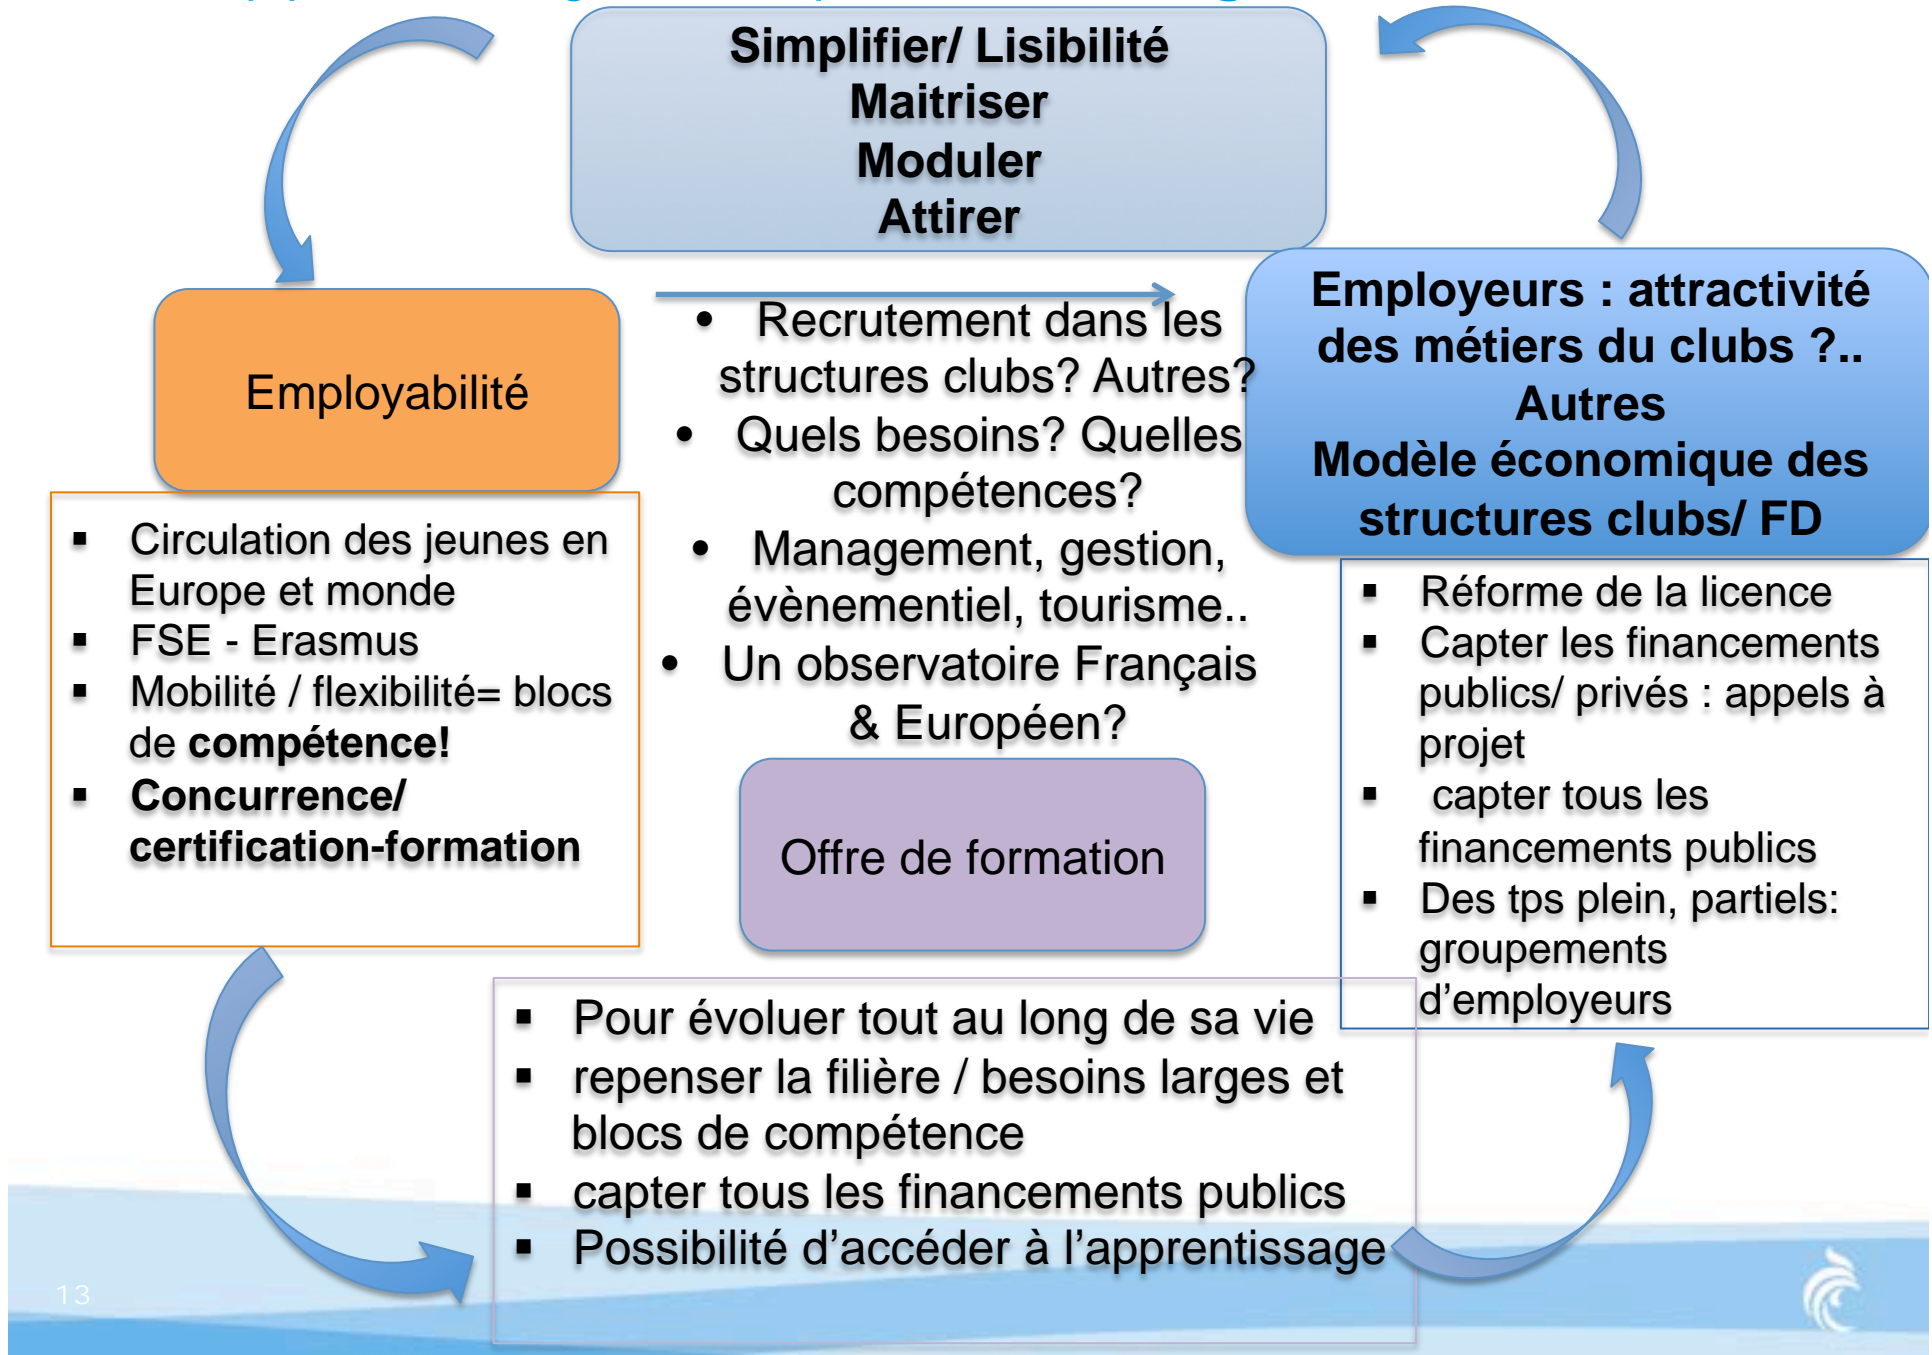 Simplifier/ Lisibilité
Maitriser
Moduler
Attirer
Employabilité
▪ Circulation des jeunes en
Europe et monde
▪ FSE - Erasmus
▪ Mobilité / flexibilité= blocs
de compétence!
▪ Concurrence/
certification-formation
• Recrutement dans les
structures clubs? Autres?
• Quels besoins? Quelles
compétences?
• Management, gestion,
évènementiel, tourisme..
• Un observatoire Français
& Européen?
Employeurs : attractivité
des métiers du clubs ?..
Autres
Modèle économique des
structures clubs/ FD
▪ Réforme de la licence
▪ Capter les financements
publics/ privés : appels à
projet
▪ capter tous les
financements publics
▪ Des tps plein, partiels:
groupements
d’employeurs
Offre de formation
▪ Pour évoluer tout au long de sa vie
▪ repenser la filière / besoins larges et
blocs de compétence
▪ capter tous les financements publics
▪ Possibilité d’accéder à l’apprentissage
13